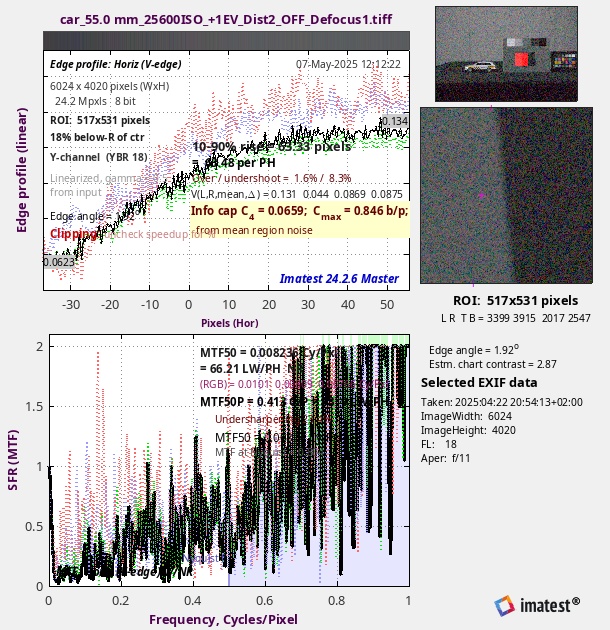 car_55.0 mm_25600ISO_+1EV_Dist2_OFF_Defocus1.tiff
Edge profile: Horiz (V-edge)
07-May-2025 12:12:22
6024 x 4020 pixels (WxH)
24.2 Mpxls 8 bit
ROI: 517x531 pixels
18% below-R of ctr
Y-channel (YBR 18)
Linearized, gamma
from input
Edge angle =
Clipping check speedup for
10-90% rise = 63.33 pixels
per PH
Over / undershoot = 1.6% / 8.3%
V(L,R,mean,Δ) = 0.131 0.044 0.0869 0.0875
Info cap C4 = 0.0659; Cmax = 0.846 b/p;
from mean region noise
0.134
0.0623
Imatest 24.2.6 Master
Edge profile (linear)
-30 -20 -10 0 10 20 30 40 50
Pixels (Hor)
ROI: 517x531 pixels
L R T B = 3399 3915 2017 2547
Edge angle = 1.92°
Estm. chart contrast = 2.87
Selected EXIF data
Taken: 2025:04:22 20:54:13+02:00
ImageWidth: 6024
ImageHeight: 4020
FL: 18
Aper: f/11
MTF50 = 0.008236 Cy/Pxl
= 66.21 LW/PH
(RGB) = 0.0101
MTF50P =
Undersharpened
MTF50
MTF at
SFR (MTF)
2
1.5
1
0.5
0
0 0.2 0.4 0.6 0.8 1
Frequency, Cycles/Pixel
imatest®